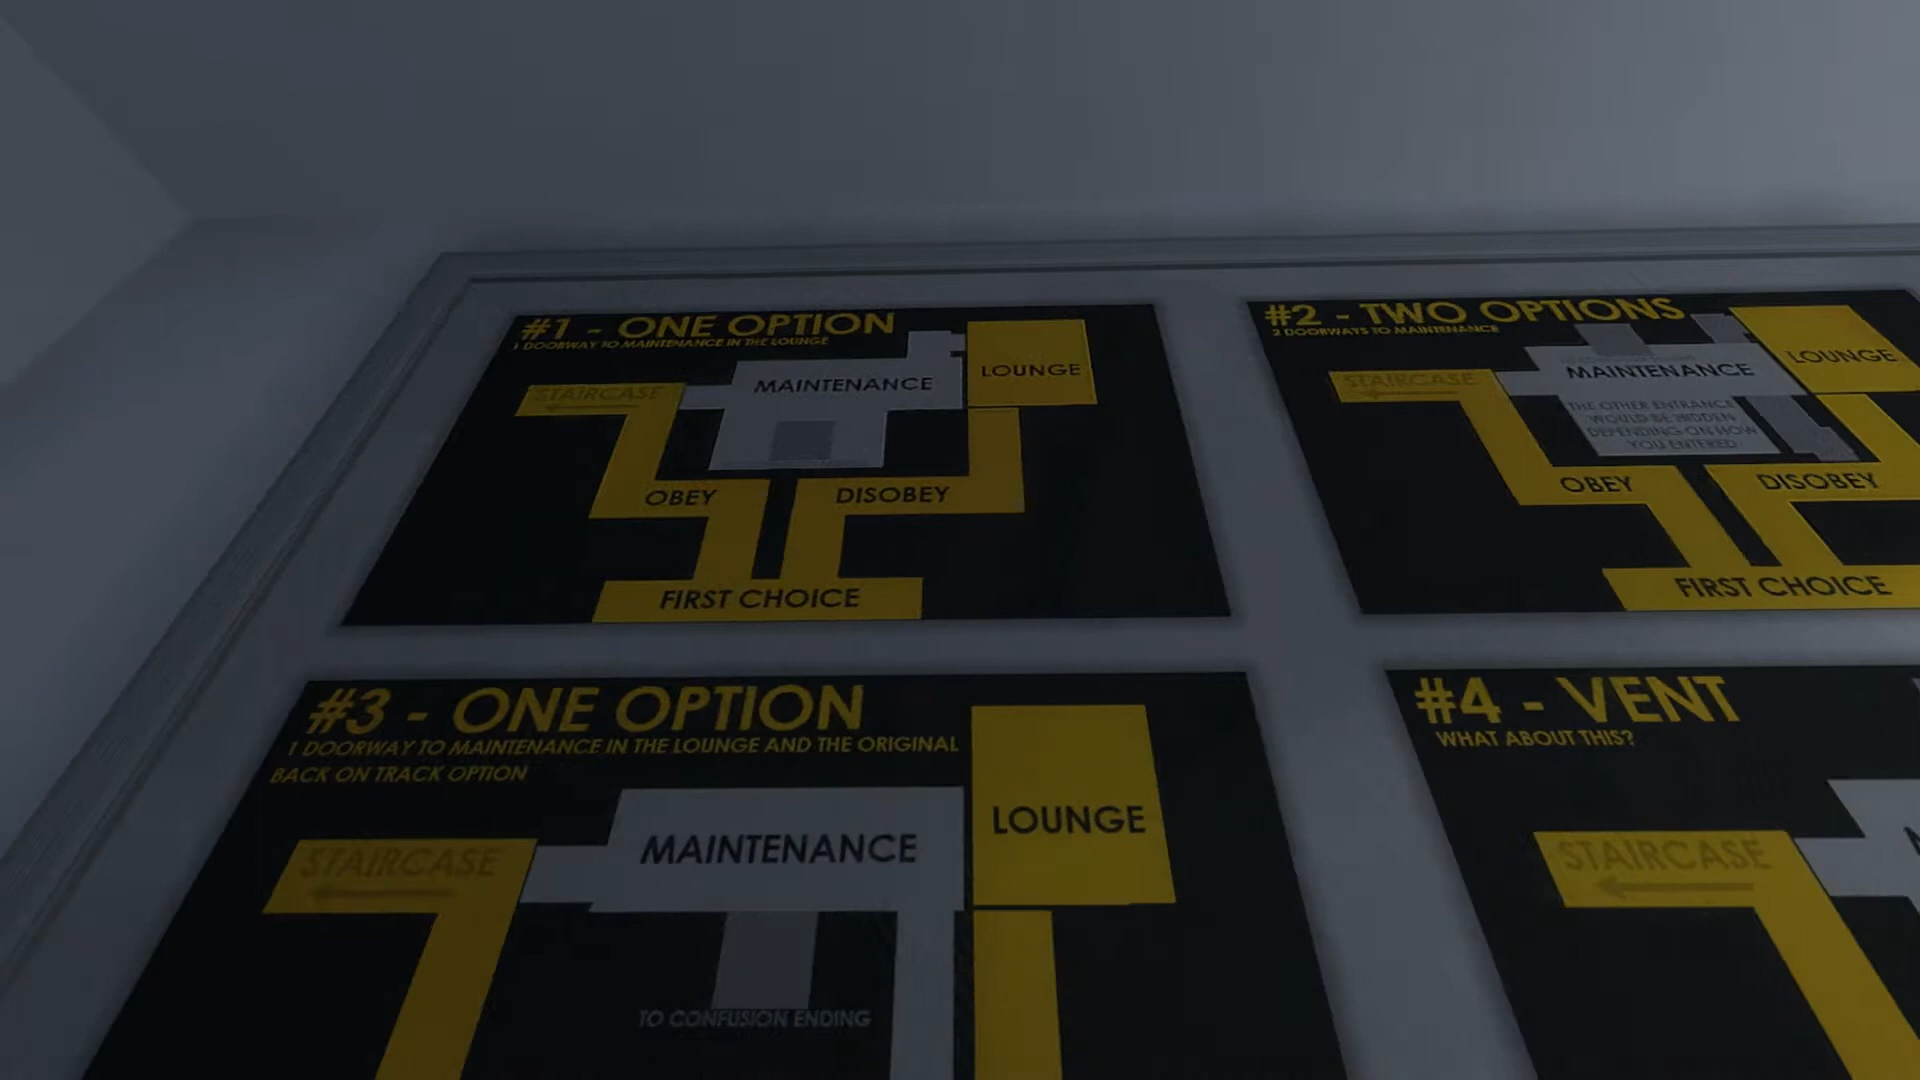 #1 - ONE OPTION
1 DOORWAY TO MAINTENANCE IN THE LOUNGE
STAIRCASE
MAINTENANCE
LOUNGE
OBEY
DISOBEY
FIRST CHOICE
#2 - TWO OPTIONS
2 DOORWAYS TO MAINTENANCE
STAIRCASE
MAINTENANCE
LOUNGE
THE OTHER ENTRANCE
WOULD BE HIDDEN
DEPENDING ON HOW
YOU ENTERED
OBEY
DISOBEY
FIRST CHOICE
#3 - ONE OPTION
1 DOORWAY TO MAINTENANCE IN THE LOUNGE AND THE ORIGINAL
BACK ON TRACK OPTION
STAIRCASE
MAINTENANCE
LOUNGE
TO CONFUSION ENDING
#4 - VENT
WHAT ABOUT THIS?
STAIRCASE